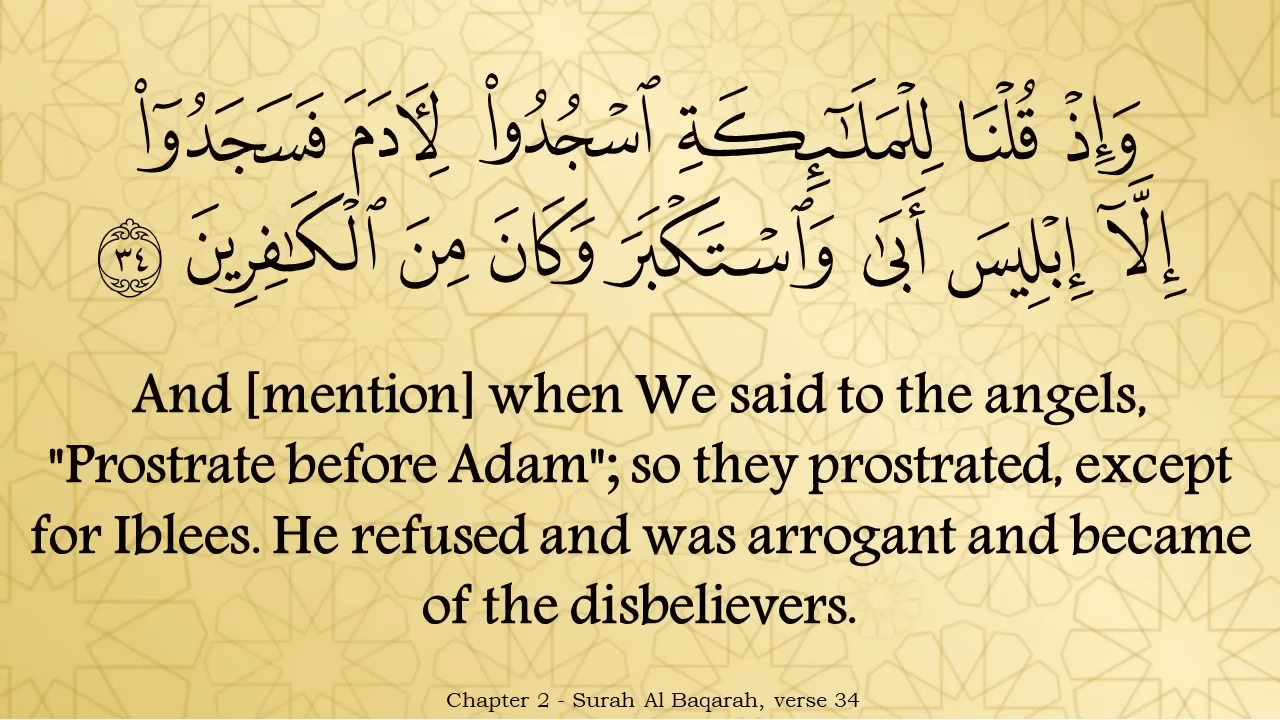 وَإِذْ قُلْنَا لِلْمَلَـٰٓئِكَةِ ٱسْجُدُوا۟ لِـَٔادَمَ فَسَجَدُوٓا۟
إِلَّآ إِبْلِيسَ أَبَىٰ وَٱسْتَكْبَرَ وَكَانَ مِنَ ٱلْكَـٰفِرِينَ ٣٤
And [mention] when We said to the angels,
"Prostrate before Adam"; so they prostrated, except
for Iblees. He refused and was arrogant and became
of the disbelievers.
Chapter 2 - Surah Al Baqarah, verse 34